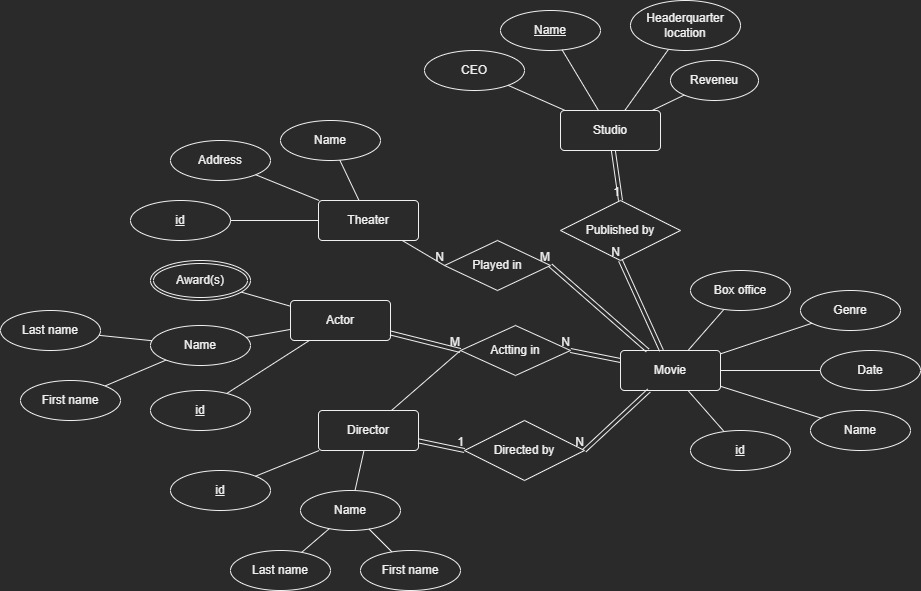 Headerquarter
location
Name
CEO
Reveneu
Studio
Name
Address
1
id
Theater
Published by
N
N
M
Played in
Award(s)
Box office
Genre
Actor
Last name
Name
M
N
Actting in
Movie
Date
First name
id
Director
Name
1
N
Directed by
id
id
Name
Last name
First name